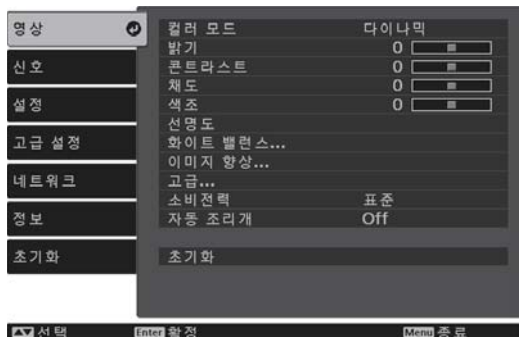 영상
신호
설정
고급 설정
네트워크
정보
초기화
컬러 모드 다이나믹
밝기 0
콘트라스트 0
채도 0
색조 0
선명도
화이트 밸런스...
이미지 향상...
고급...
소비전력 표준
자동 조리개 Off
초기화
선택 Enter 확정 Menu 종료